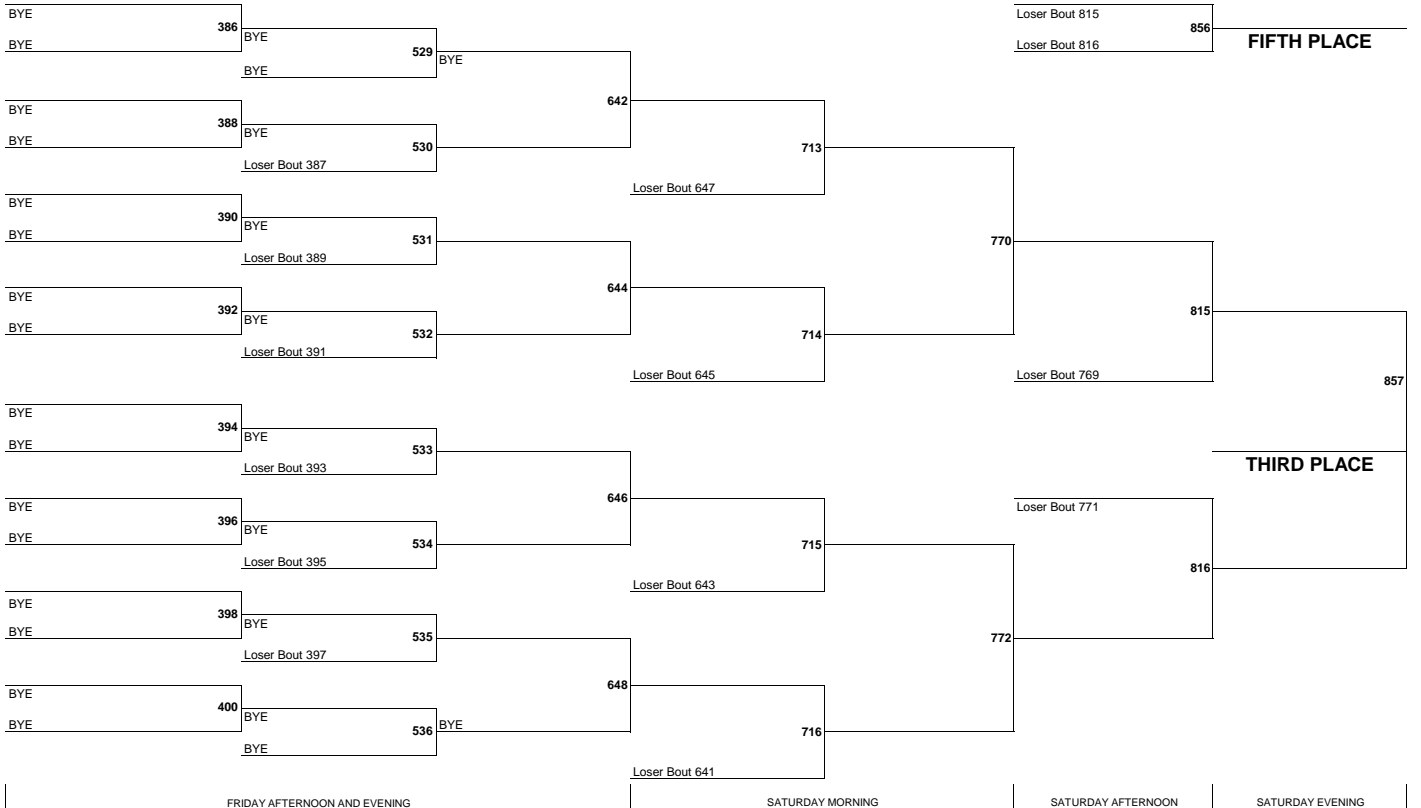 BYE
386
BYE
BYE
529
BYE
BYE
BYE
388
BYE
BYE
530
Loser Bout 387
642
BYE
390
BYE
BYE
531
Loser Bout 389
BYE
392
BYE
BYE
532
Loser Bout 391
644
713
Loser Bout 647
714
Loser Bout 645
770
BYE
394
BYE
BYE
533
Loser Bout 393
BYE
396
BYE
BYE
534
Loser Bout 395
646
BYE
398
BYE
BYE
535
Loser Bout 397
BYE
400
BYE
BYE
536
BYE
BYE
648
715
Loser Bout 643
716
Loser Bout 641
772
Loser Bout 815
856
Loser Bout 816
FIFTH PLACE
815
Loser Bout 769
857
THIRD PLACE
Loser Bout 771
816
FRIDAY AFTERNOON AND EVENING
SATURDAY MORNING
SATURDAY AFTERNOON
SATURDAY EVENING